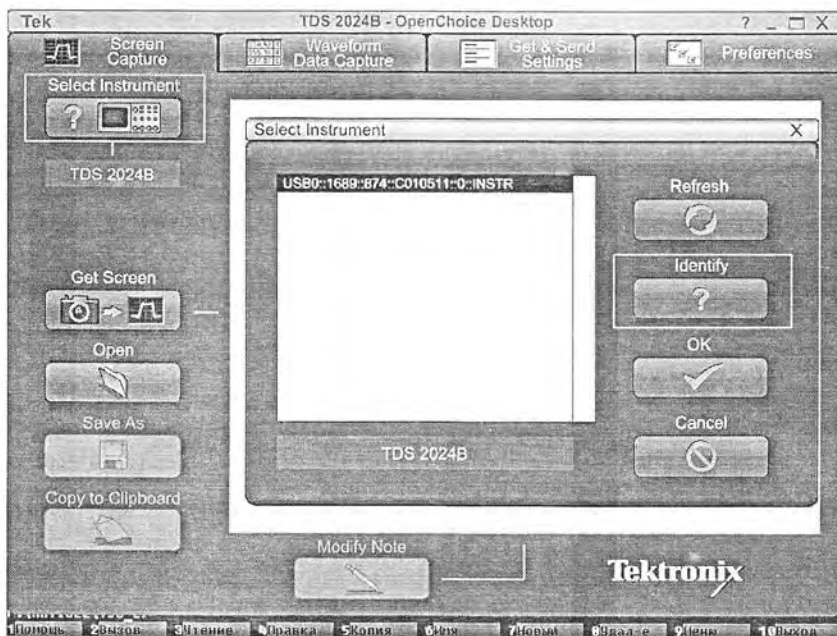 Tek
TDS 2024B - OpenChoice Desktop
? _ X
Screen
Capture
Waveform
Data Capture
Get & Send
Settings
Preferences
Select Instrument
?
TDS 2024B
Get Screen
Open
Save As
Copy to Clipboard
Select Instrument
X
USB0::1689::874::C010511::0::INSTR
TDS 2024B
Refresh
Identify
?
OK
Cancel
Modify Note
Tektronix
1Помощь 2Вызов 3Чтение 4Правка 5Копия 6Имя 7Новый 8Удал-е 9Меню 10Выход